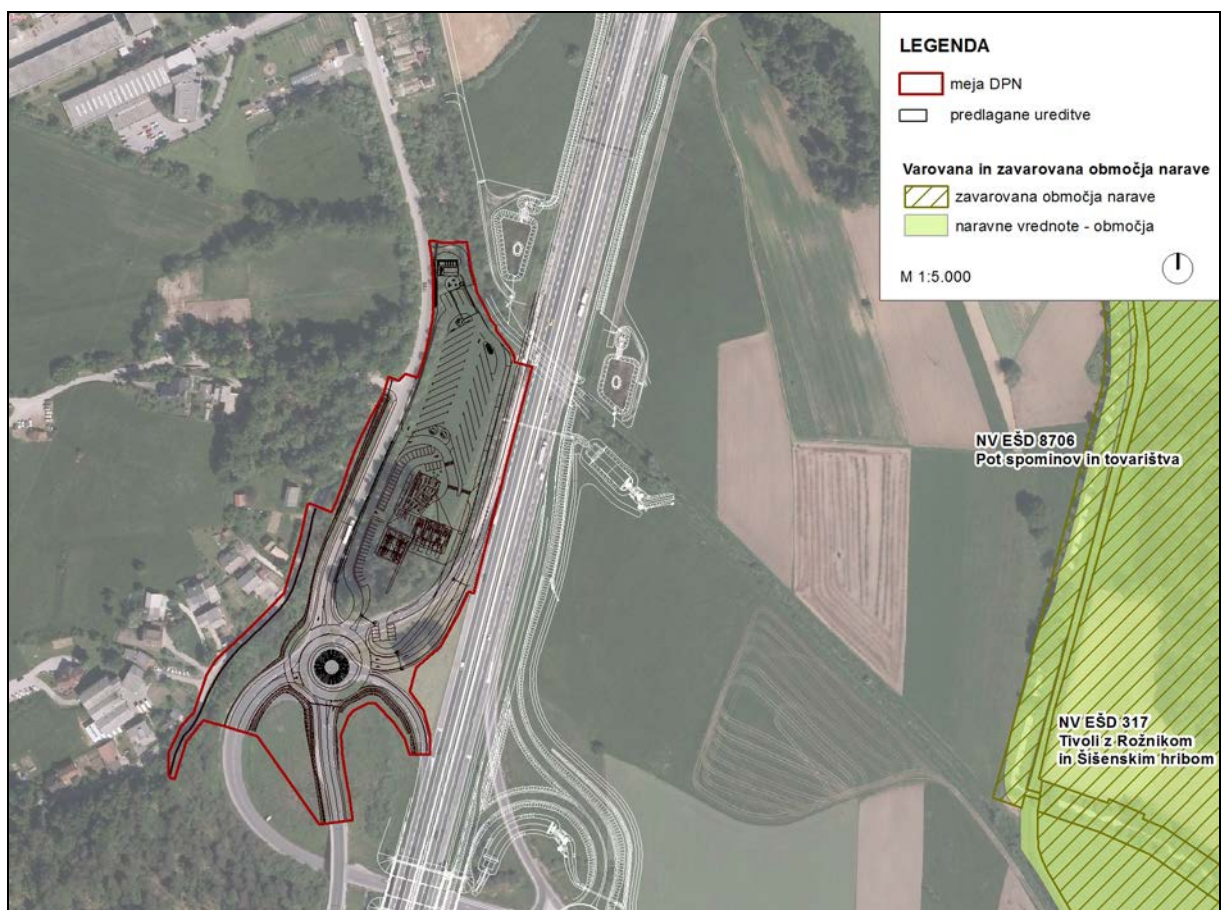 LEGENDA
meja DPN
predlagane ureditve
Varovana in zavarovana območja narave
zavarovana območja narave
naravne vrednote - območja
M 1:5.000
NV EŠD 8706
Pot spominov in tovarištva
NV EŠD 317
Tivoli z Rožnikom
in Šišenskim hribom